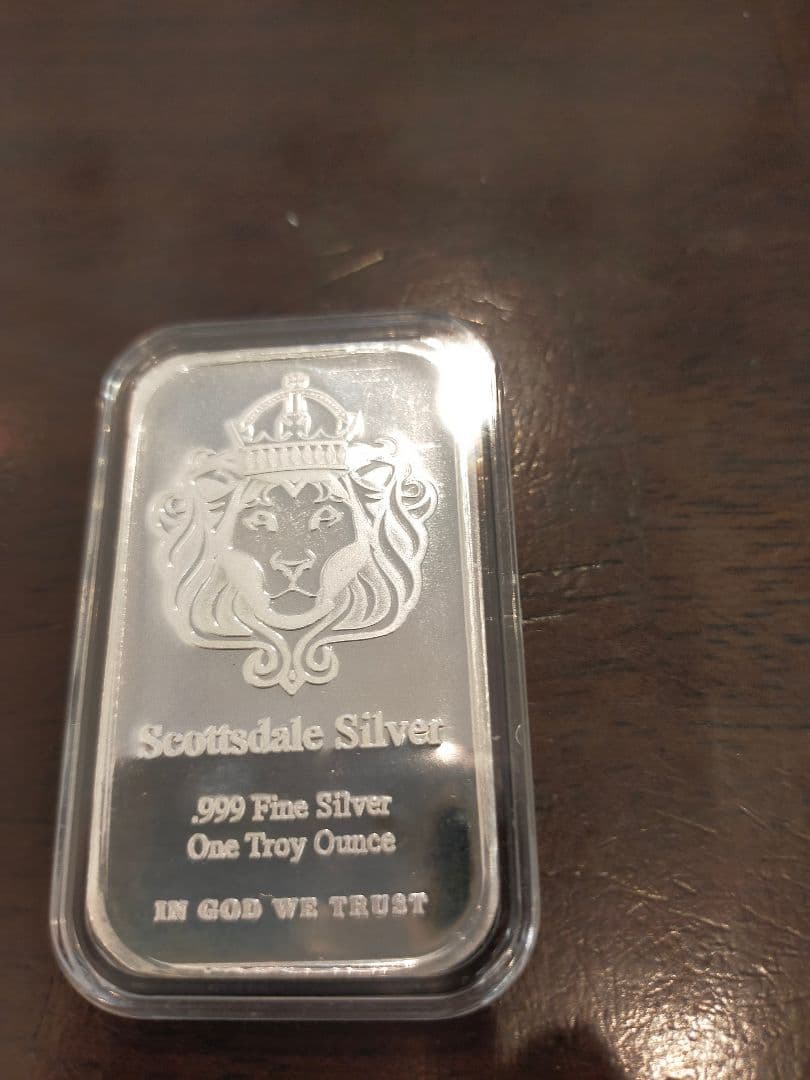 Scottsdale Silver
.999 Fine Silver
One Troy Ounce
IN GOD WE TRUST